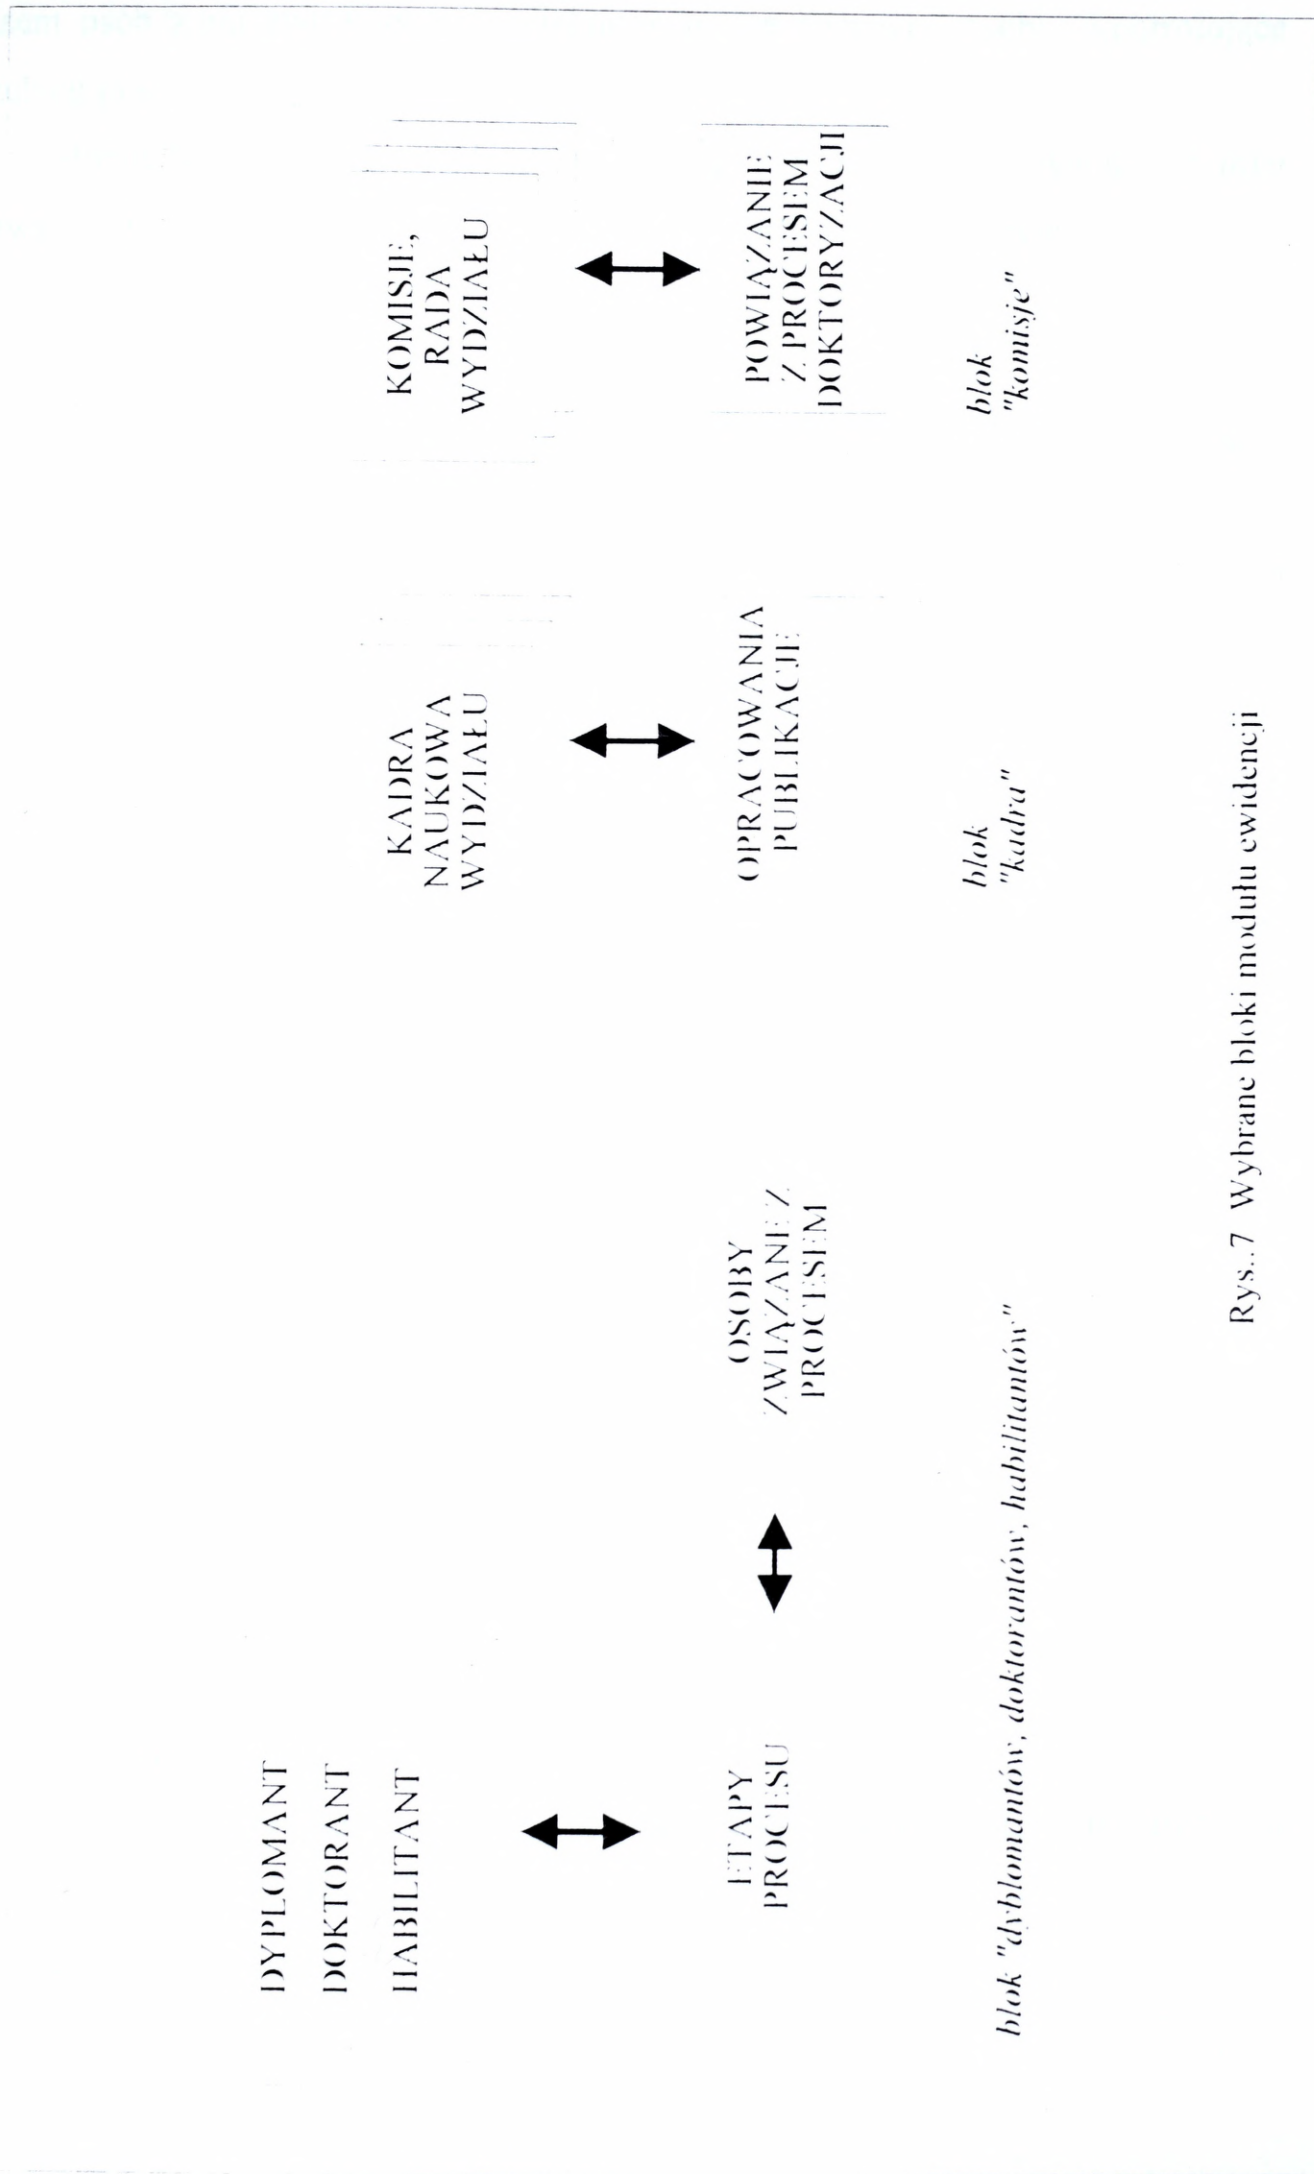 DYPLOMANT
DOKTORANT
HABILITANT
ETAPY
PROCESU
OSOBY
ZWIĄZANE Z
PROCESEM
blok "dyblomantów, doktorantów, habilitantów"
KADRA
NAUKOWA
WYDZIAŁU
OPRACOWANIA
PUBLIKACJE
blok
"kadra"
KOMISJE,
RADA
WYDZIAŁU
POWIĄZANIE
Z PROCESEM
DOKTORYZACJI
blok
"komisje"
Rys..7 Wybrane bloki modułu ewidencji